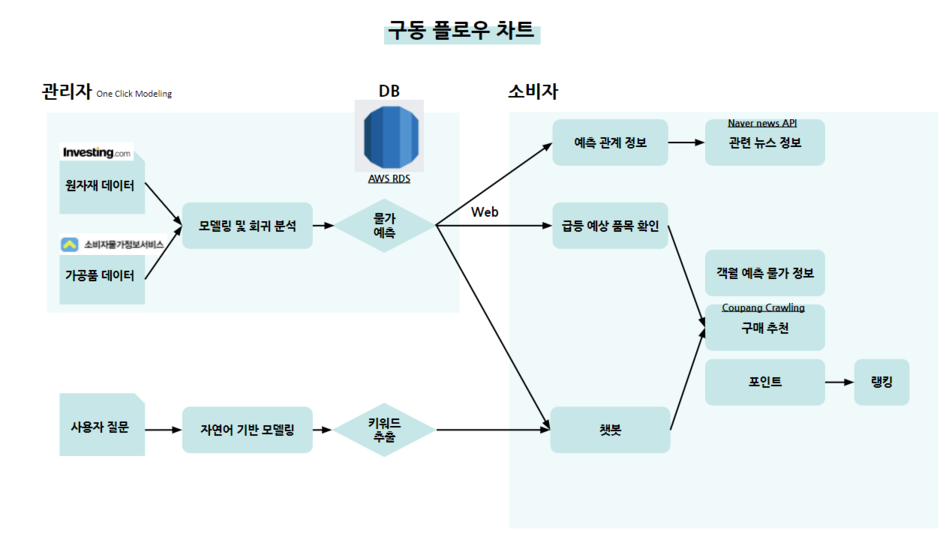 구동 플로우 차트
관리자 One Click Modeling
DB
소비자
AWS RDS
Investing.com
원자재 데이터
소비자물가정보서비스
가공품 데이터
모델링 및 회귀 분석
물가
예측
Web
예측 관계 정보
Naver news API
관련 뉴스 정보
급등 예상 품목 확인
객월 예측 물가 정보
Coupang Crawling
구매 추천
포인트
랭킹
사용자 질문
자연어 기반 모델링
키워드
추출
챗봇